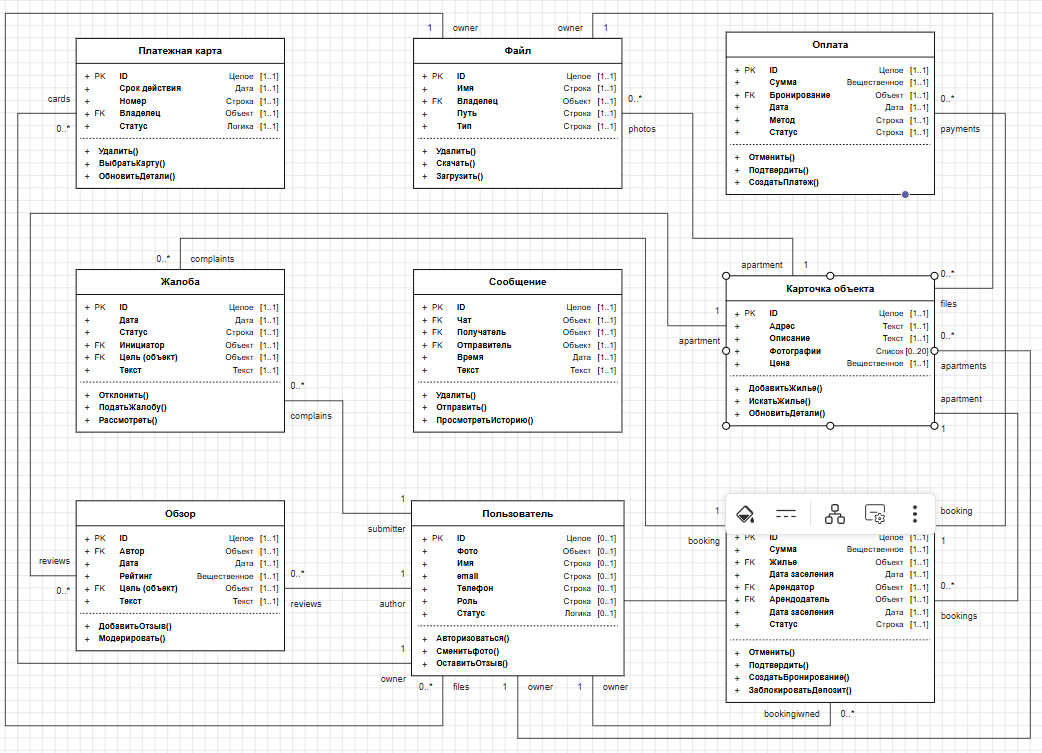 1 owner
owner 1
Платежная карта
+ PK ID Целое [1..1]
+ Срок действия Дата [1..1]
+ Номер Строка [1..1]
+ FK Владелец Объект [1..1]
+ Статус Логика [1..1]
+ Удалить()
+ ВыбратьКарту()
+ ОбновитьДетали()
cards
0..*
Файл
+ PK ID Целое [1..1]
+ Имя Строка [1..1]
+ FK Владелец Объект [1..1]
+ Путь Строка [1..1]
+ Тип Строка [1..1]
+ Удалить()
+ Скачать()
+ Загрузить()
0..*
photos
Оплата
+ PK ID Целое [1..1]
+ Сумма Вещественное [1..1]
+ FK Бронирование Объект [1..1]
+ Дата Дата [1..1]
+ Метод Строка [1..1]
+ Статус Строка [1..1]
+ Отменить()
+ Подтвердить()
+ СоздатьПлатеж()
0..*
payments
0..* complaints
Жалоба
+ PK ID Целое [1..1]
+ Дата Дата [1..1]
+ Статус Строка [1..1]
+ FK Инициатор Объект [1..1]
+ FK Цель (объект) Объект [1..1]
+ Текст Текст [1..1]
+ Отклонить()
+ ПодатьЖалобу()
+ Рассмотреть()
0..*
complains
Сообщение
+ PK ID Целое [1..1]
+ FK Чат Объект [1..1]
+ FK Получатель Объект [1..1]
+ FK Отправитель Объект [1..1]
+ Время Дата [1..1]
+ Текст Текст [1..1]
+ Удалить()
+ Отправить()
+ ПросмотретьИсторию()
apartment 1
1
apartment
Карточка объекта
+ PK ID Целое [1..1]
+ Адрес Текст [1..1]
+ Описание Текст [1..1]
+ Фотографии Список [0..20]
+ Цена Вещественное [1..1]
+ ДобавитьЖилье()
+ ИскатьЖилье()
+ ОбновитьДетали()
0..*
files
0..*
apartments
apartment
1
Обзор
+ PK ID Целое [1..1]
+ FK Автор Объект [1..1]
+ Дата Дата [1..1]
+ Рейтинг Вещественное [1..1]
+ FK Цель (объект) Объект [1..1]
+ Текст Текст [1..1]
+ ДобавитьОтзыв()
+ Модерировать()
reviews
0..*
0..*
reviews
1
submitter
1
author
1
owner
Пользователь
+ PK ID Целое [0..1]
+ Фото Объект [0..1]
+ Имя Строка [0..1]
+ email Строка [0..1]
+ Телефон Строка [0..1]
+ Роль Строка [0..1]
+ Статус Логика [0..1]
+ Авторизоваться()
+ Сменитьфото()
+ ОставитьОтзыв()
0..* files
1 owner
1 owner
1
booking
booking
1
+ PK ID Целое [1..1]
+ Сумма Вещественное [1..1]
+ FK Жилье Объект [1..1]
+ Дата заселения Дата [1..1]
+ FK Арендатор Объект [1..1]
+ FK Арендодатель Объект [1..1]
+ Дата заселения Дата [1..1]
+ Статус Строка [1..1]
+ Отменить()
+ Подтвердить()
+ СоздатьБронирование()
+ ЗаблокироватьДепозит()
0..*
bookings
bookingiwned 0..*